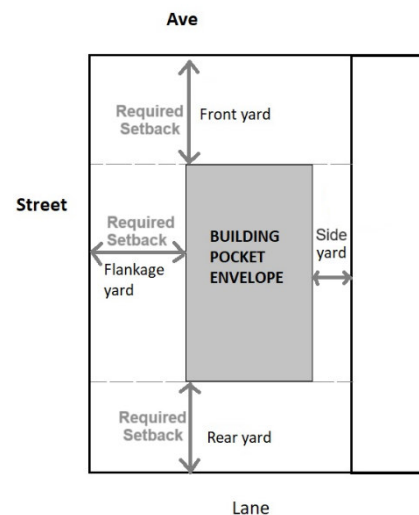 Ave
Required
Setback
Front yard
Street
Required
Setback
Flankage
yard
BUILDING
POCKET
ENVELOPE
Side
yard
Required
Setback
Rear yard
Lane